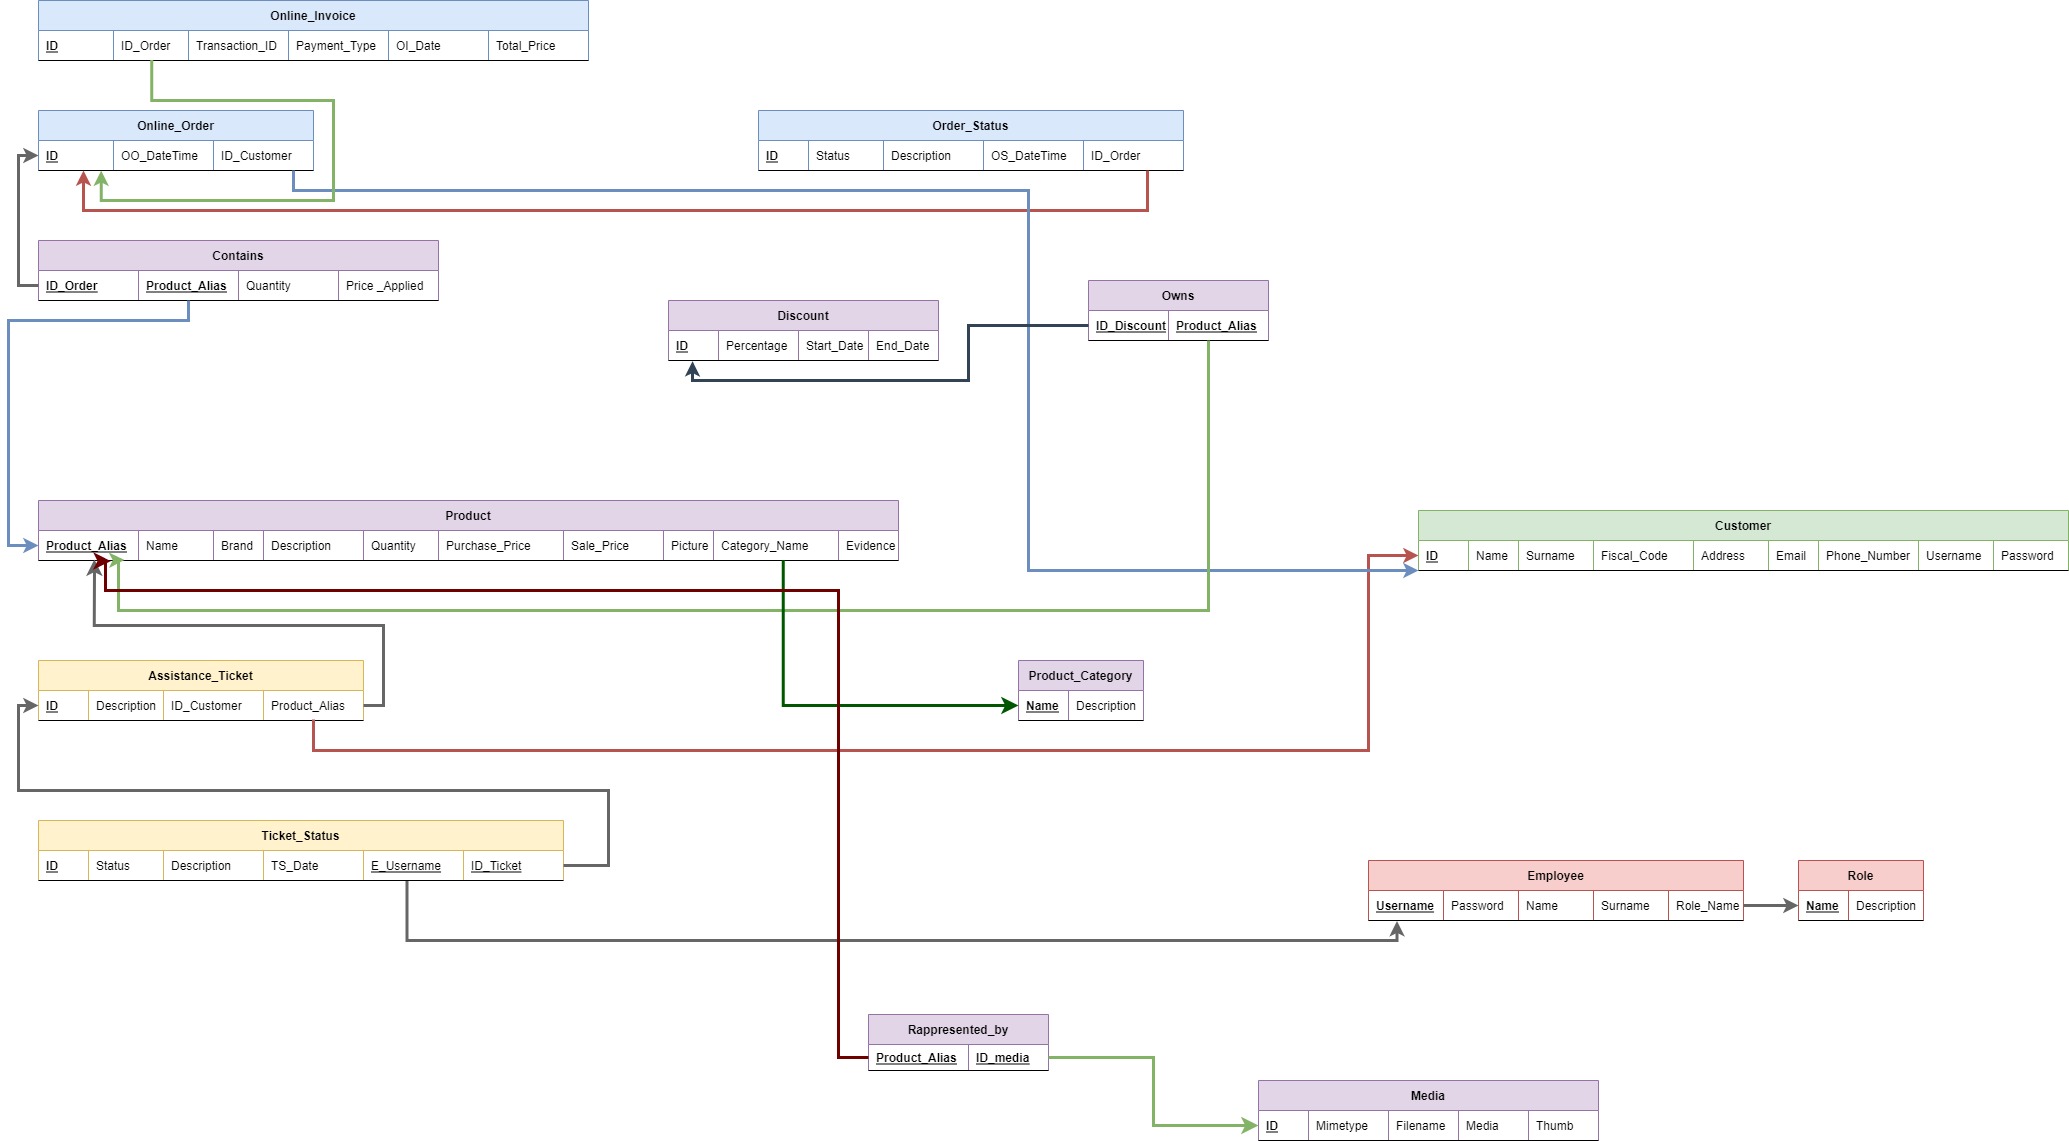 Online_Invoice
ID ID_Order Transaction_ID Payment_Type OI_Date Total_Price
Online_Order
ID OO_DateTime ID_Customer
Order_Status
ID Status Description OS_DateTime ID_Order
Contains
ID_Order Product_Alias Quantity Price _Applied
Owns
ID_Discount Product_Alias
Discount
ID Percentage Start_Date End_Date
Product
Product_Alias Name Brand Description Quantity Purchase_Price Sale_Price Picture Category_Name Evidence
Customer
ID Name Surname Fiscal_Code Address Email Phone_Number Username Password
Assistance_Ticket
ID Description ID_Customer Product_Alias
Product_Category
Name Description
Ticket_Status
ID Status Description TS_Date E_Username ID_Ticket
Employee
Username Password Name Surname Role_Name
Role
Name Description
Rappresented_by
Product_Alias ID_media
Media
ID Mimetype Filename Media Thumb